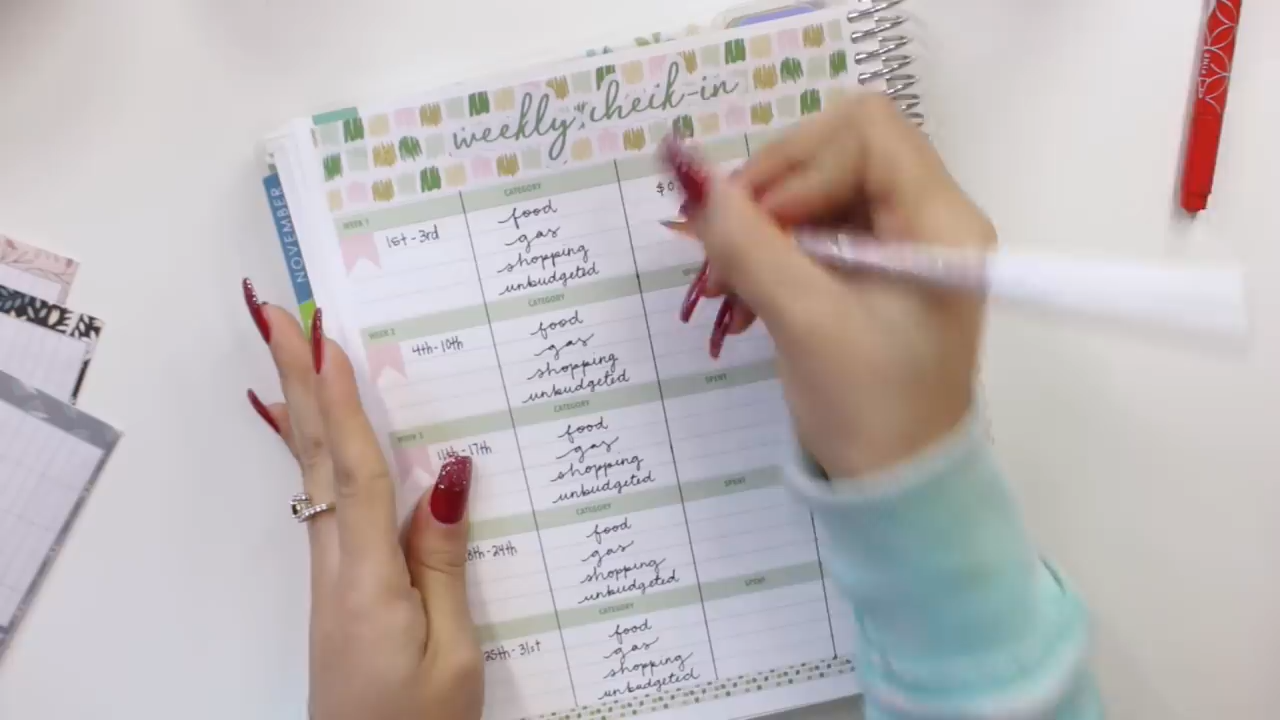 weekly check-in
NOVEMBER
WEEK 1
CATEGORY
1st-3rd
food
$0
gas
shopping
unbudgeted
WEEK 2
CATEGORY
4th-10th
food
gas
shopping
unbudgeted
WEEK 3
CATEGORY
SPENT
11th-17th
food
gas
shopping
unbudgeted
CATEGORY
SPENT
8th-24th
food
gas
shopping
unbudgeted
CATEGORY
SPENT
25th-31st
food
gas
shopping
unbudgeted